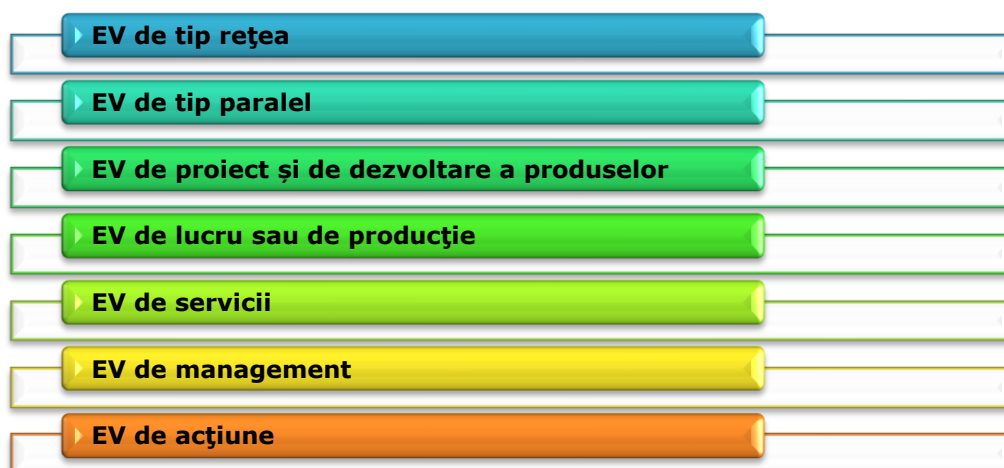 EV de tip reţea
EV de tip paralel
EV de proiect și de dezvoltare a produselor
EV de lucru sau de producţie
EV de servicii
EV de management
EV de acţiune